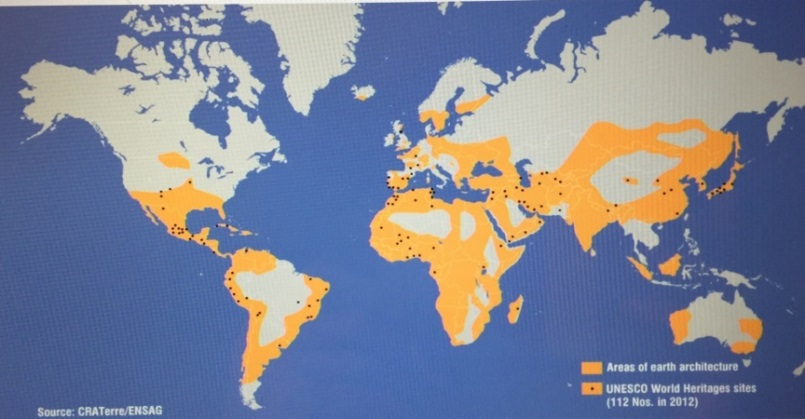 Areas of earth architecture
UNESCO World Heritages sites
(112 Nos. in 2012)
Source: CRATerre/ENSAG